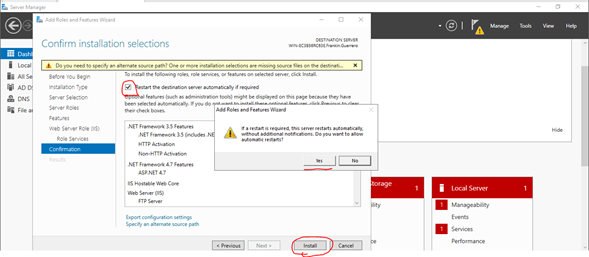 Server Manager
Add Roles and Features Wizard
Confirm installation selections
DESTINATION SERVER
Do you need to specify an alternate source path? One or more installation selections are missing source files on the destinati...
Manage
Tools
View
Help
Before You Begin
Installation Type
Server Selection
Server Roles
Features
Web Server Role (IIS)
Role Services
Confirmation
Results
To install the following roles, role services, or features on selected server, click Install.
Restart the destination server automatically if required
Optional features (such as administration tools) might be displayed on this page because they have
been selected automatically. If you do not want to install these optional features, click Previous to clear
their check boxes.
.NET Framework 3.5 Features
.NET Framework 3.5 (includes .NE
HTTP Activation
Non-HTTP Activation
.NET Framework 4.7 Features
ASP.NET 4.7
IIS Hostable Web Core
Web Server (IIS)
FTP Server
Export configuration settings
Specify an alternate source path
< Previous
Next >
Install
Cancel
Add Roles and Features Wizard
If a restart is required, this server restarts automatically,
without additional notifications. Do you want to allow
automatic restarts?
Yes
No
Dashb
Local
All Se
AD DS
DNS
File an
Hide
torage
1
Local Server
1
Manageability
1
Events
1
Services
Performance